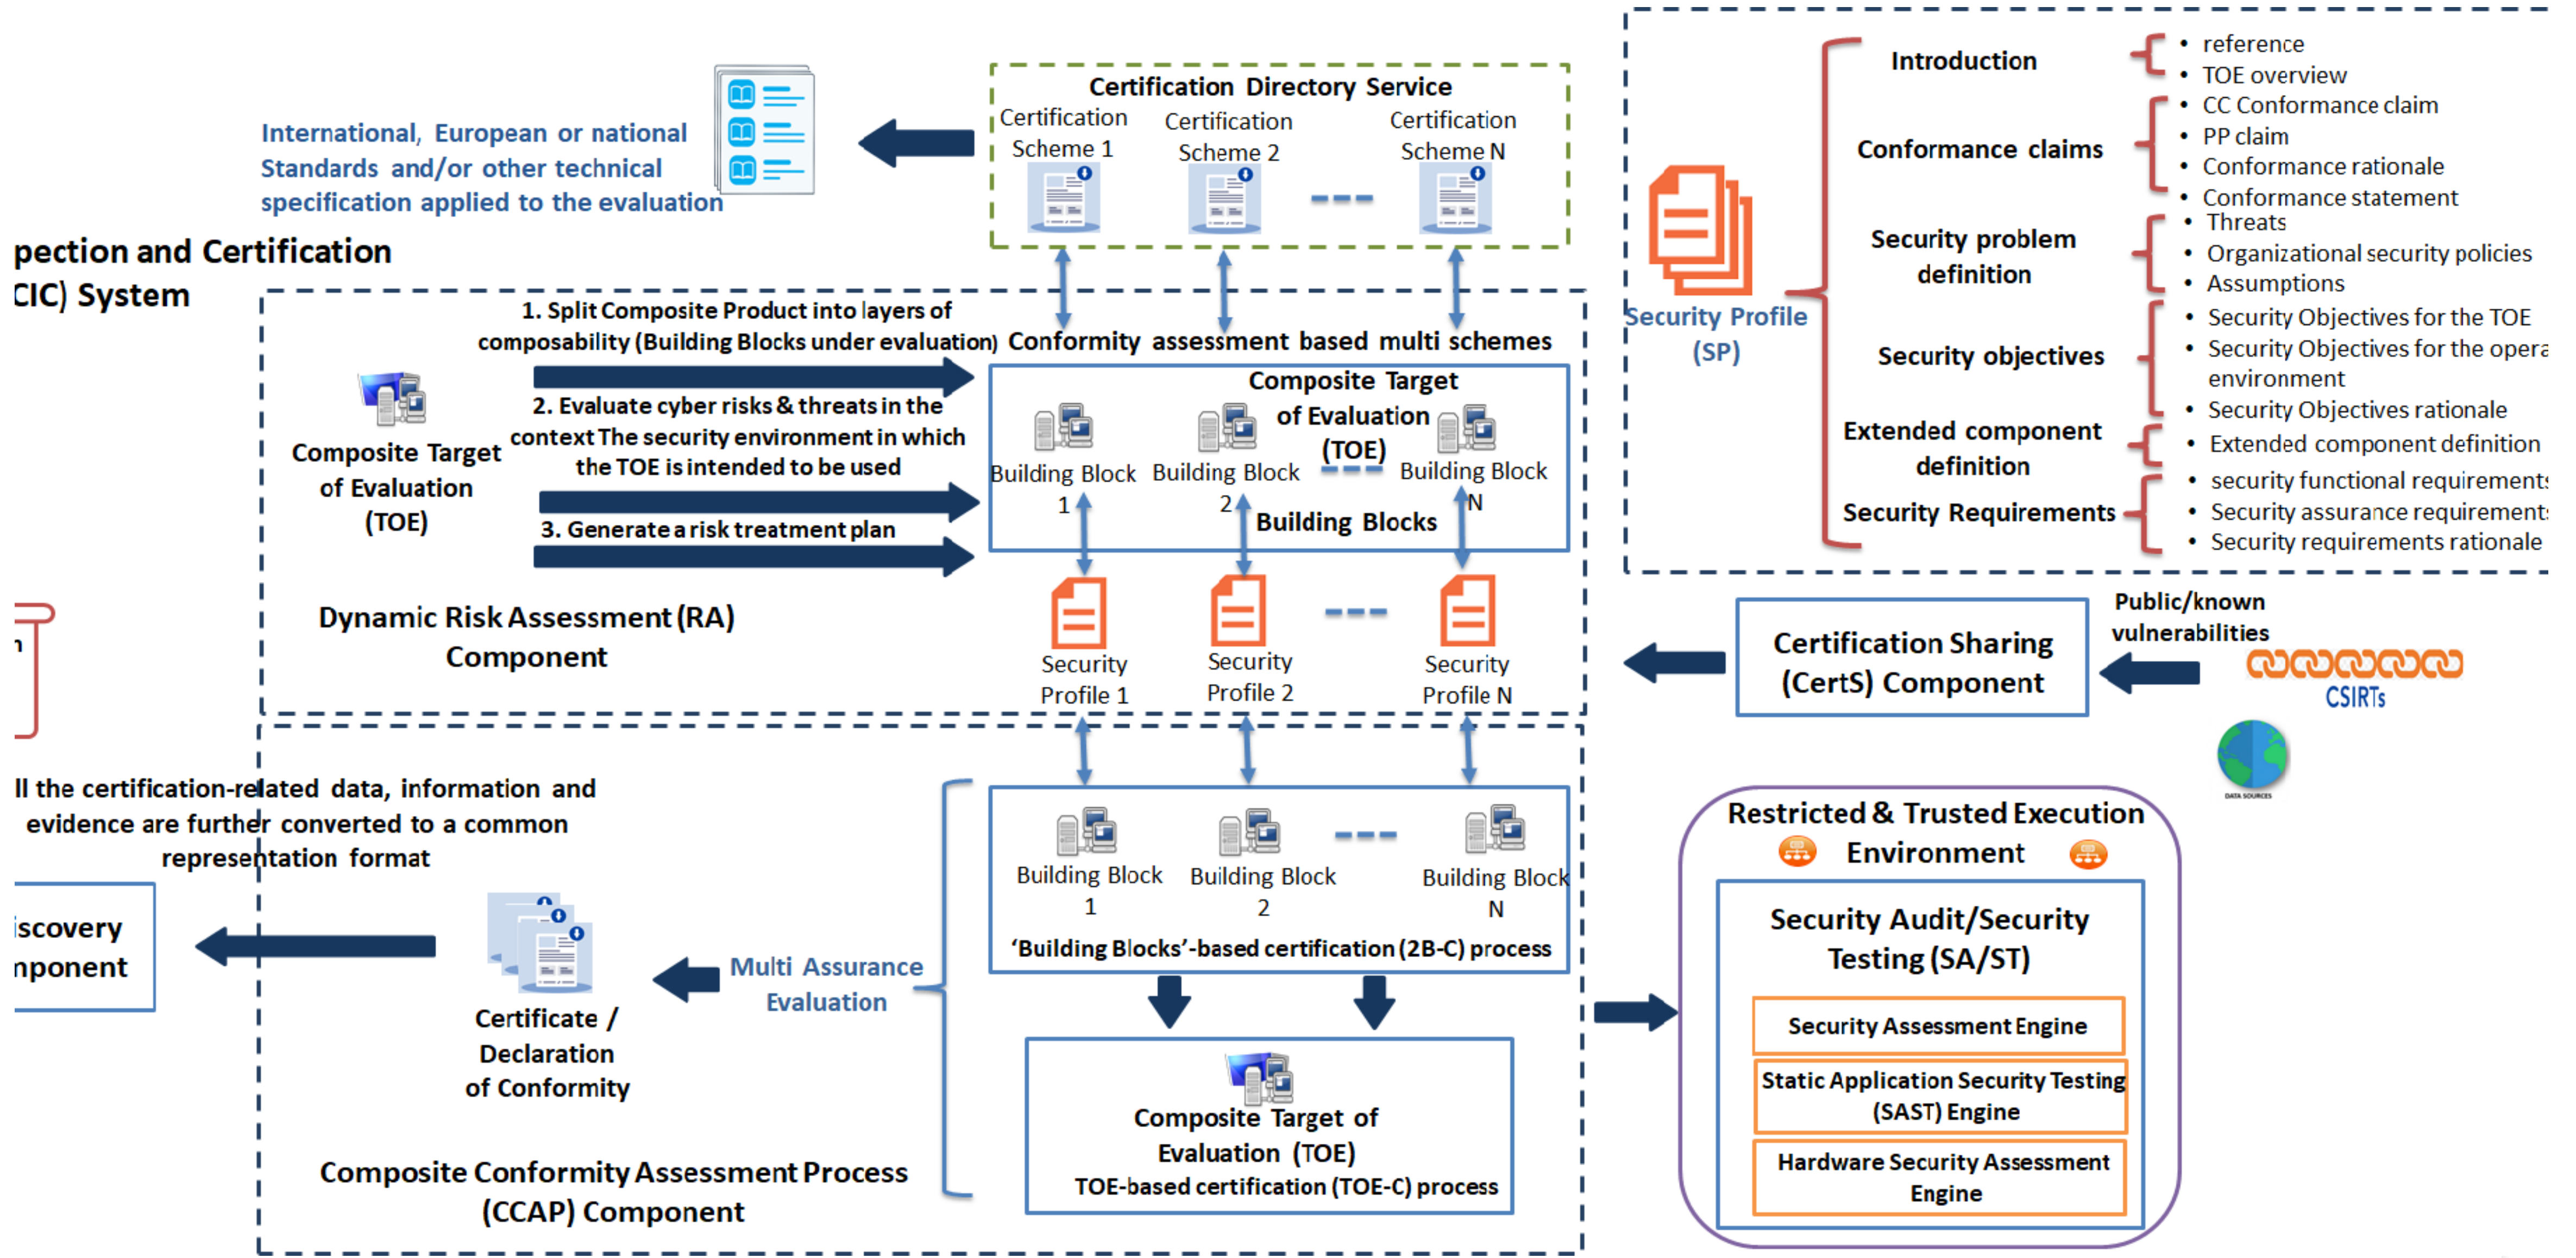 International, European or national
Standards and/or other technical
specification applied to the evaluation
pection and Certification
CIC) System
Certification Directory Service
Certification
Scheme 1
Certification
Scheme 2
Certification
Scheme N
1. Split Composite Product into layers of
composability (Building Blocks under evaluation)
2. Evaluate cyber risks & threats in the
context The security environment in which
the TOE is intended to be used
3. Generate a risk treatment plan
Composite Target
of Evaluation
(TOE)
Dynamic Risk Assessment (RA)
Component
Conformity assessment based multi schemes
Composite Target
of Evaluation
(TOE)
Building Block
1
Building Block
2
Building Block
N
Building Blocks
Security
Profile 1
Security
Profile 2
Security
Profile N
Security Profile
(SP)
Introduction
• reference
• TOE overview
Conformance claims
• CC Conformance claim
• PP claim
• Conformance rationale
• Conformance statement
Security problem
definition
• Threats
• Organizational security policies
• Assumptions
Security objectives
• Security Objectives for the TOE
• Security Objectives for the opera
environment
• Security Objectives rationale
Extended component
definition
• Extended component definition
Security Requirements
• security functional requirements
• Security assurance requirements
• Security requirements rationale
n
Certification Sharing
(CertS) Component
Public/known
vulnerabilities
CSIRTs
DATA SOURCES
ll the certification-related data, information and
evidence are further converted to a common
representation format
iscovery
mponent
Certificate /
Declaration
of Conformity
Multi Assurance
Evaluation
Building Block
1
Building Block
2
Building Block
N
‘Building Blocks’-based certification (2B-C) process
Composite Target of
Evaluation (TOE)
TOE-based certification (TOE-C) process
Composite Conformity Assessment Process
(CCAP) Component
Restricted & Trusted Execution
Environment
Security Audit/Security
Testing (SA/ST)
Security Assessment Engine
Static Application Security Testing
(SAST) Engine
Hardware Security Assessment
Engine